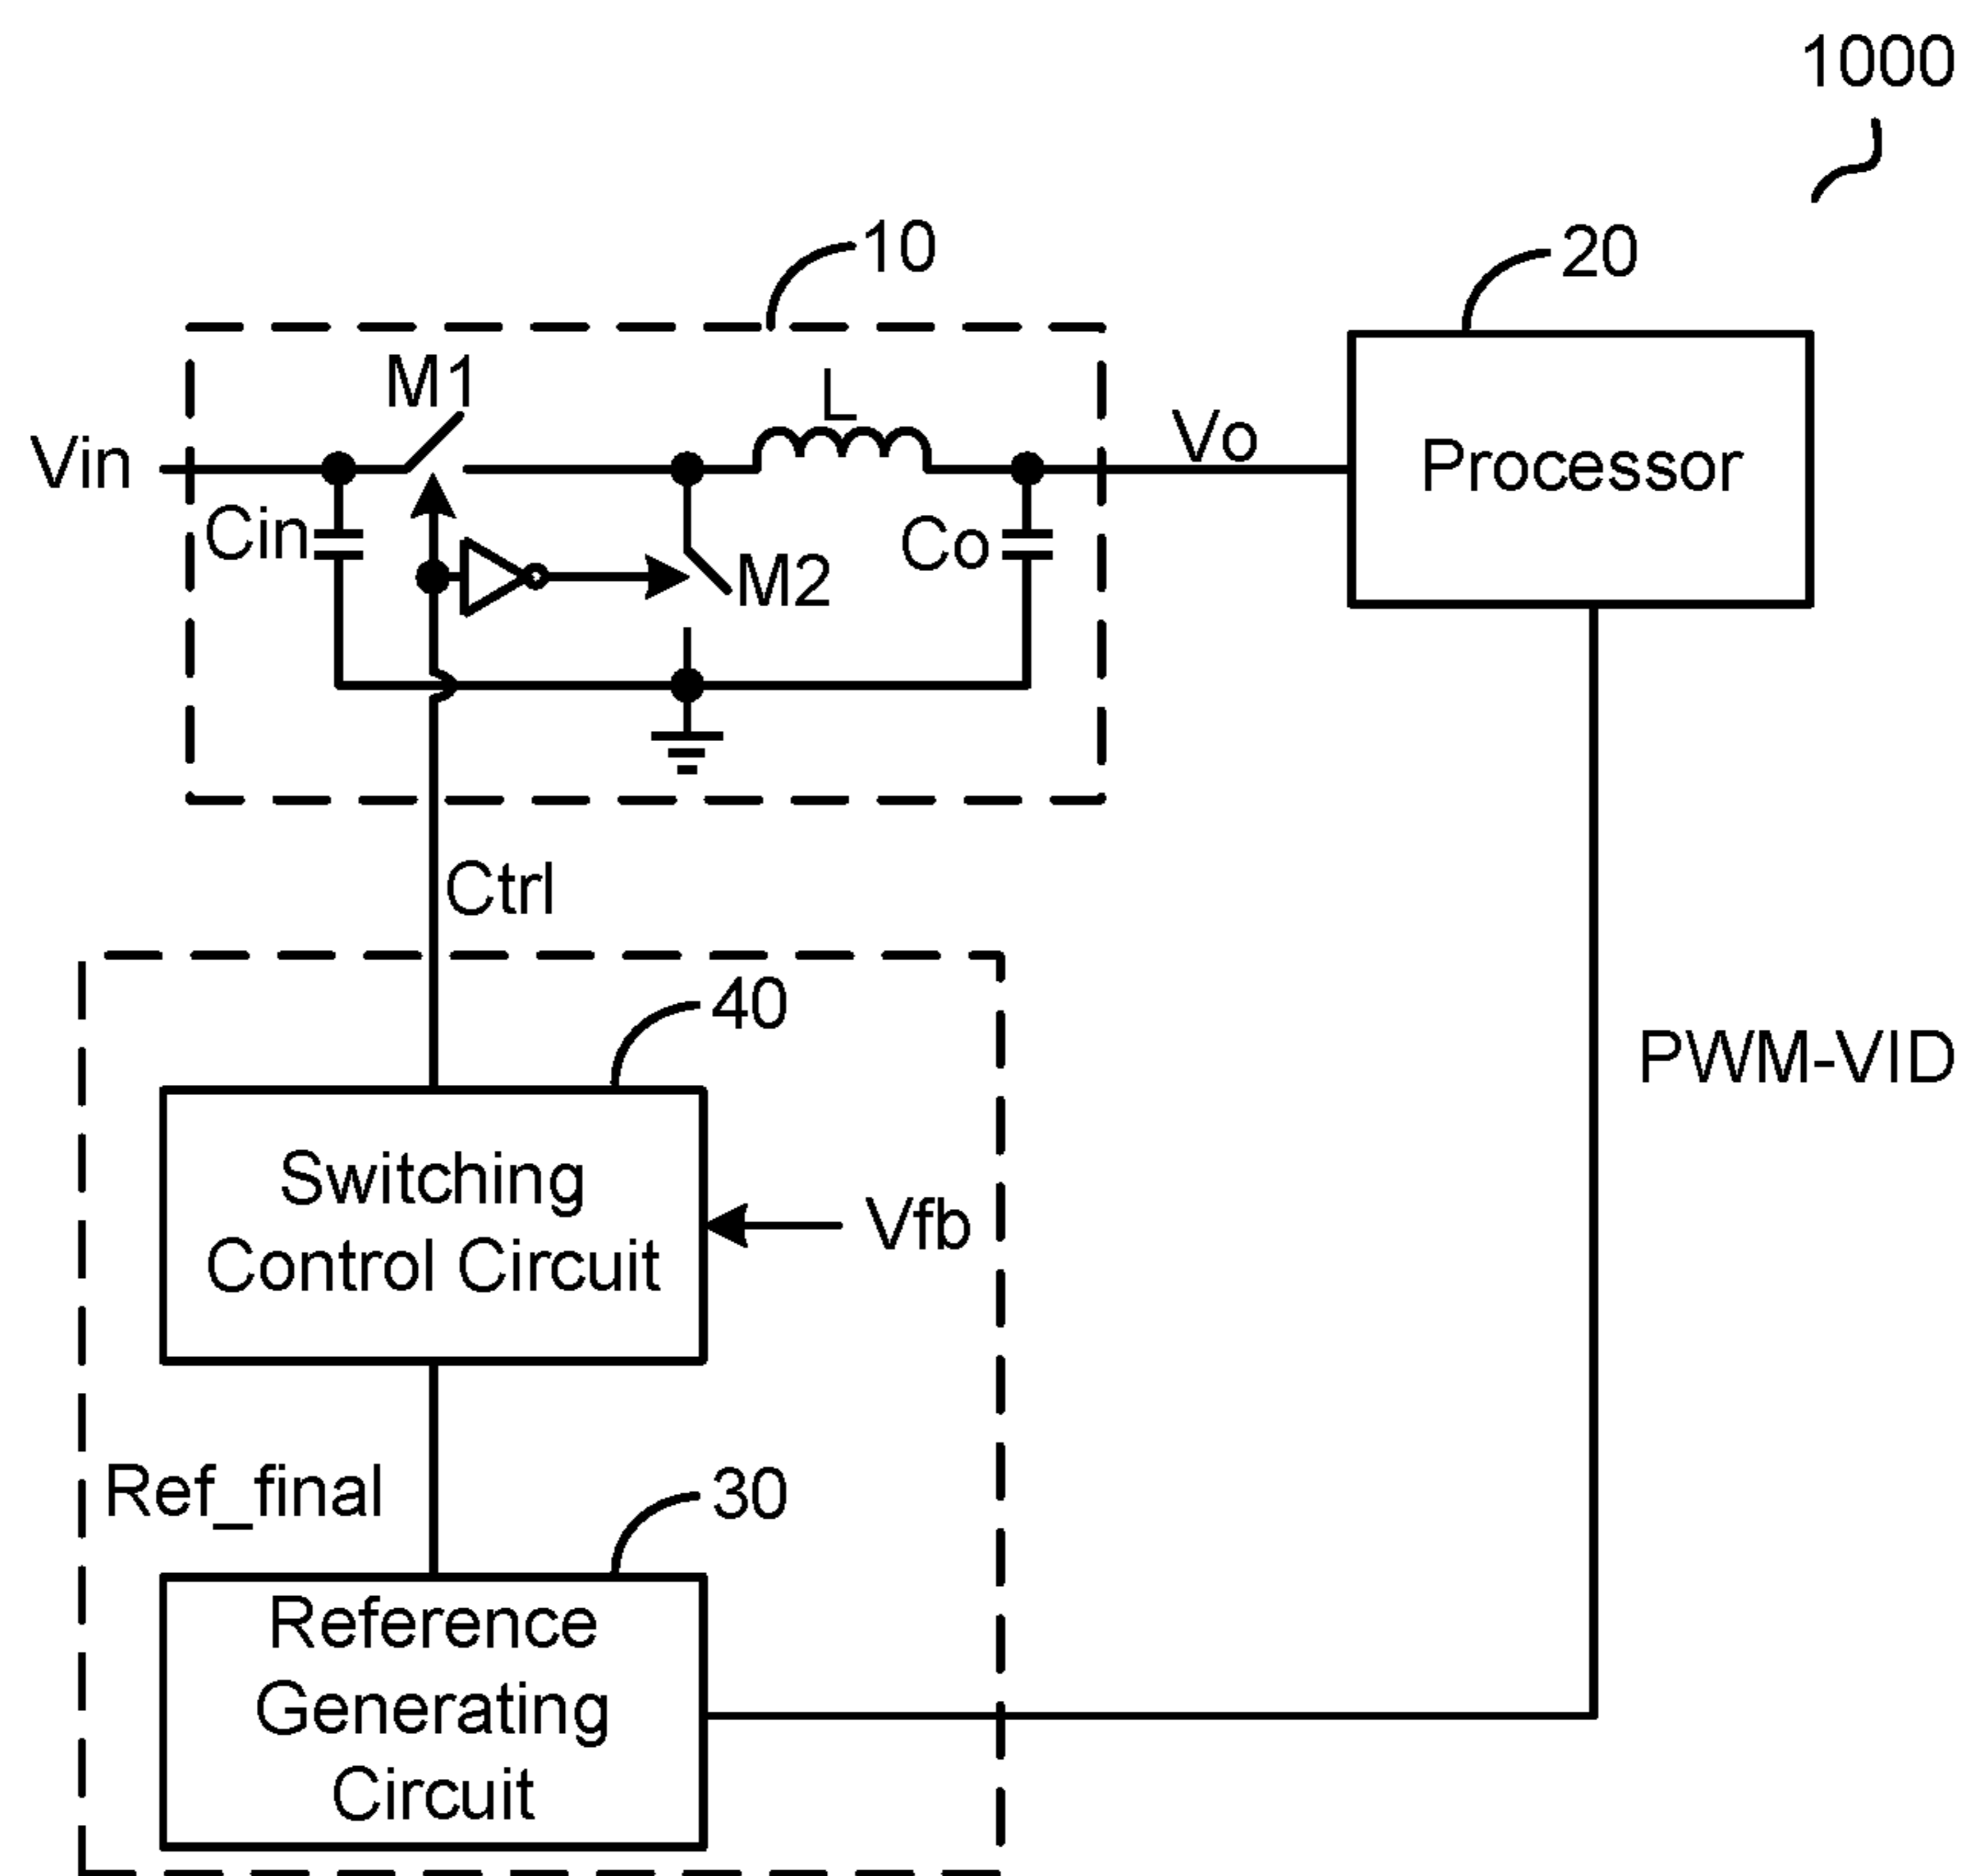 1000
10
20
M1
L
Vin
Vo
Processor
Cin
Co
M2
Ctrl
40
PWM-VID
Switching
Control Circuit
Vfb
Ref_final
30
Reference
Generating
Circuit